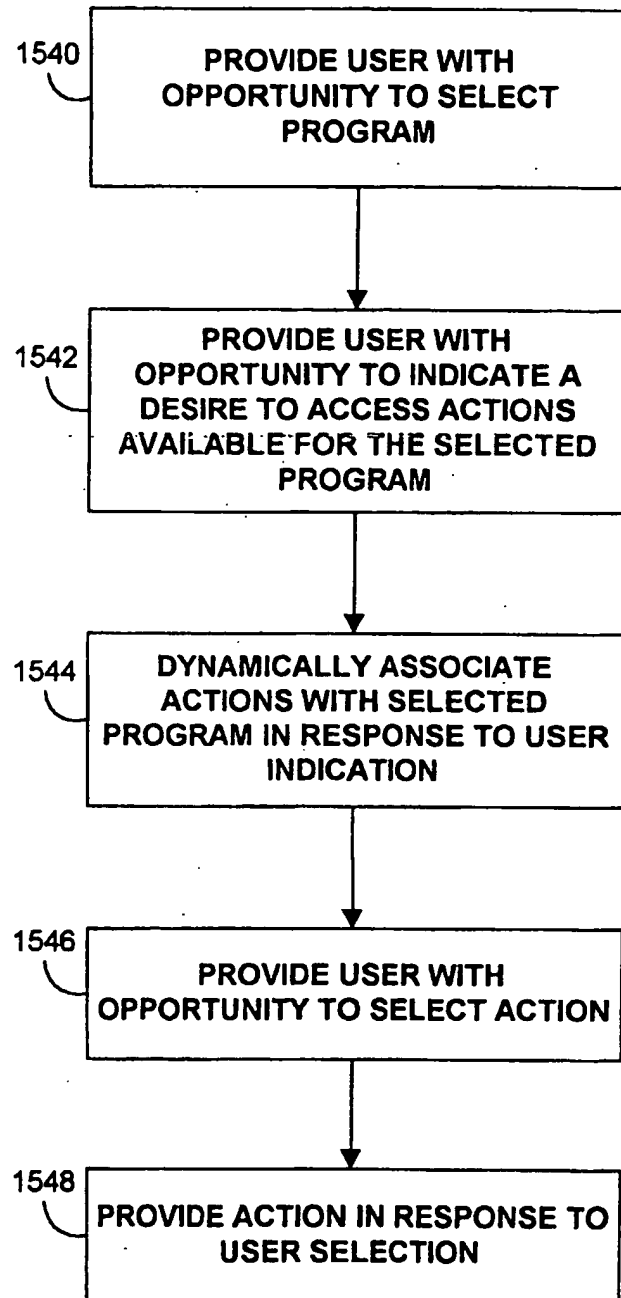 1540
PROVIDE USER WITH
OPPORTUNITY TO SELECT
PROGRAM
1542
PROVIDE USER WITH
OPPORTUNITY TO INDICATE A
DESIRE TO ACCESS ACTIONS
AVAILABLE FOR THE SELECTED
PROGRAM
1544
DYNAMICALLY ASSOCIATE
ACTIONS WITH SELECTED
PROGRAM IN RESPONSE TO USER
INDICATION
1546
PROVIDE USER WITH
OPPORTUNITY TO SELECT ACTION
1548
PROVIDE ACTION IN RESPONSE TO
USER SELECTION